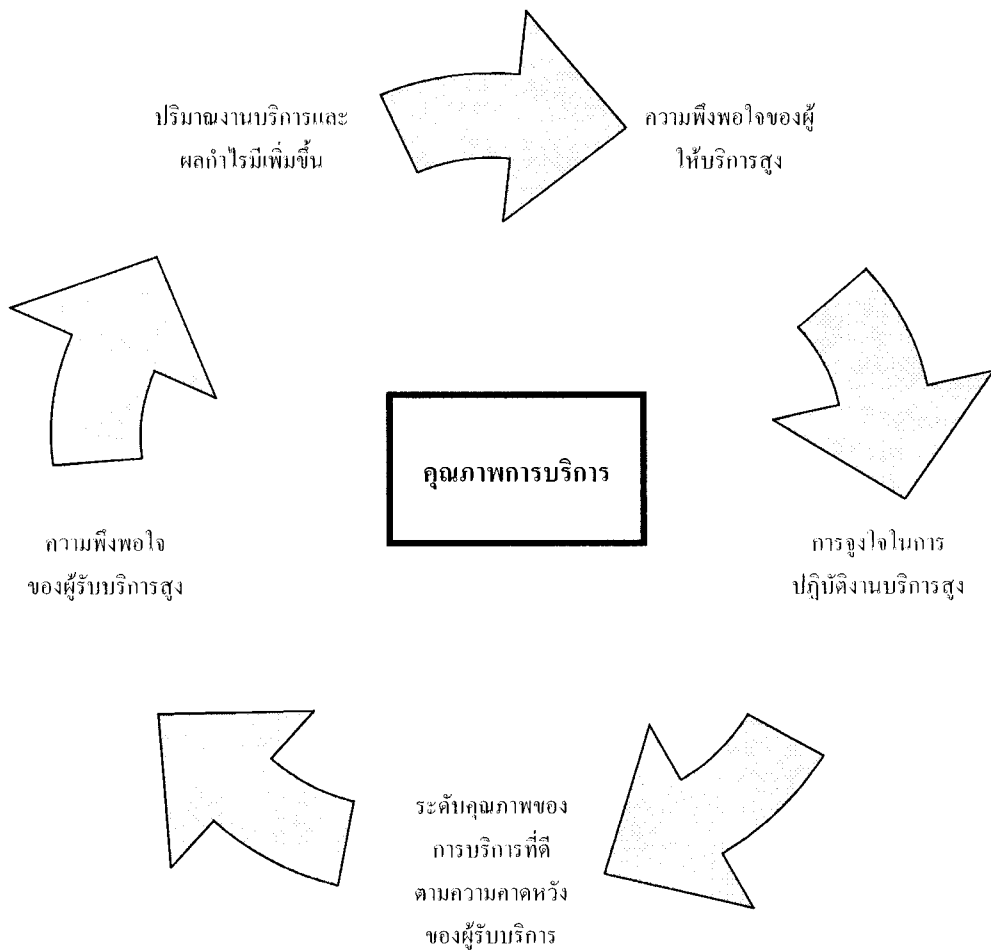 ปริมาณงานบริการและ
ผลกำไรมีเพิ่มขึ้น
ความพึงพอใจของผู้
ให้บริการสูง
คุณภาพการบริการ
ความพึงพอใจ
ของผู้รับบริการสูง
การจูงใจในการ
ปฏิบัติงานบริการสูง
ระดับคุณภาพของ
การบริการที่ดี
ตามความคาดหวัง
ของผู้รับบริการ